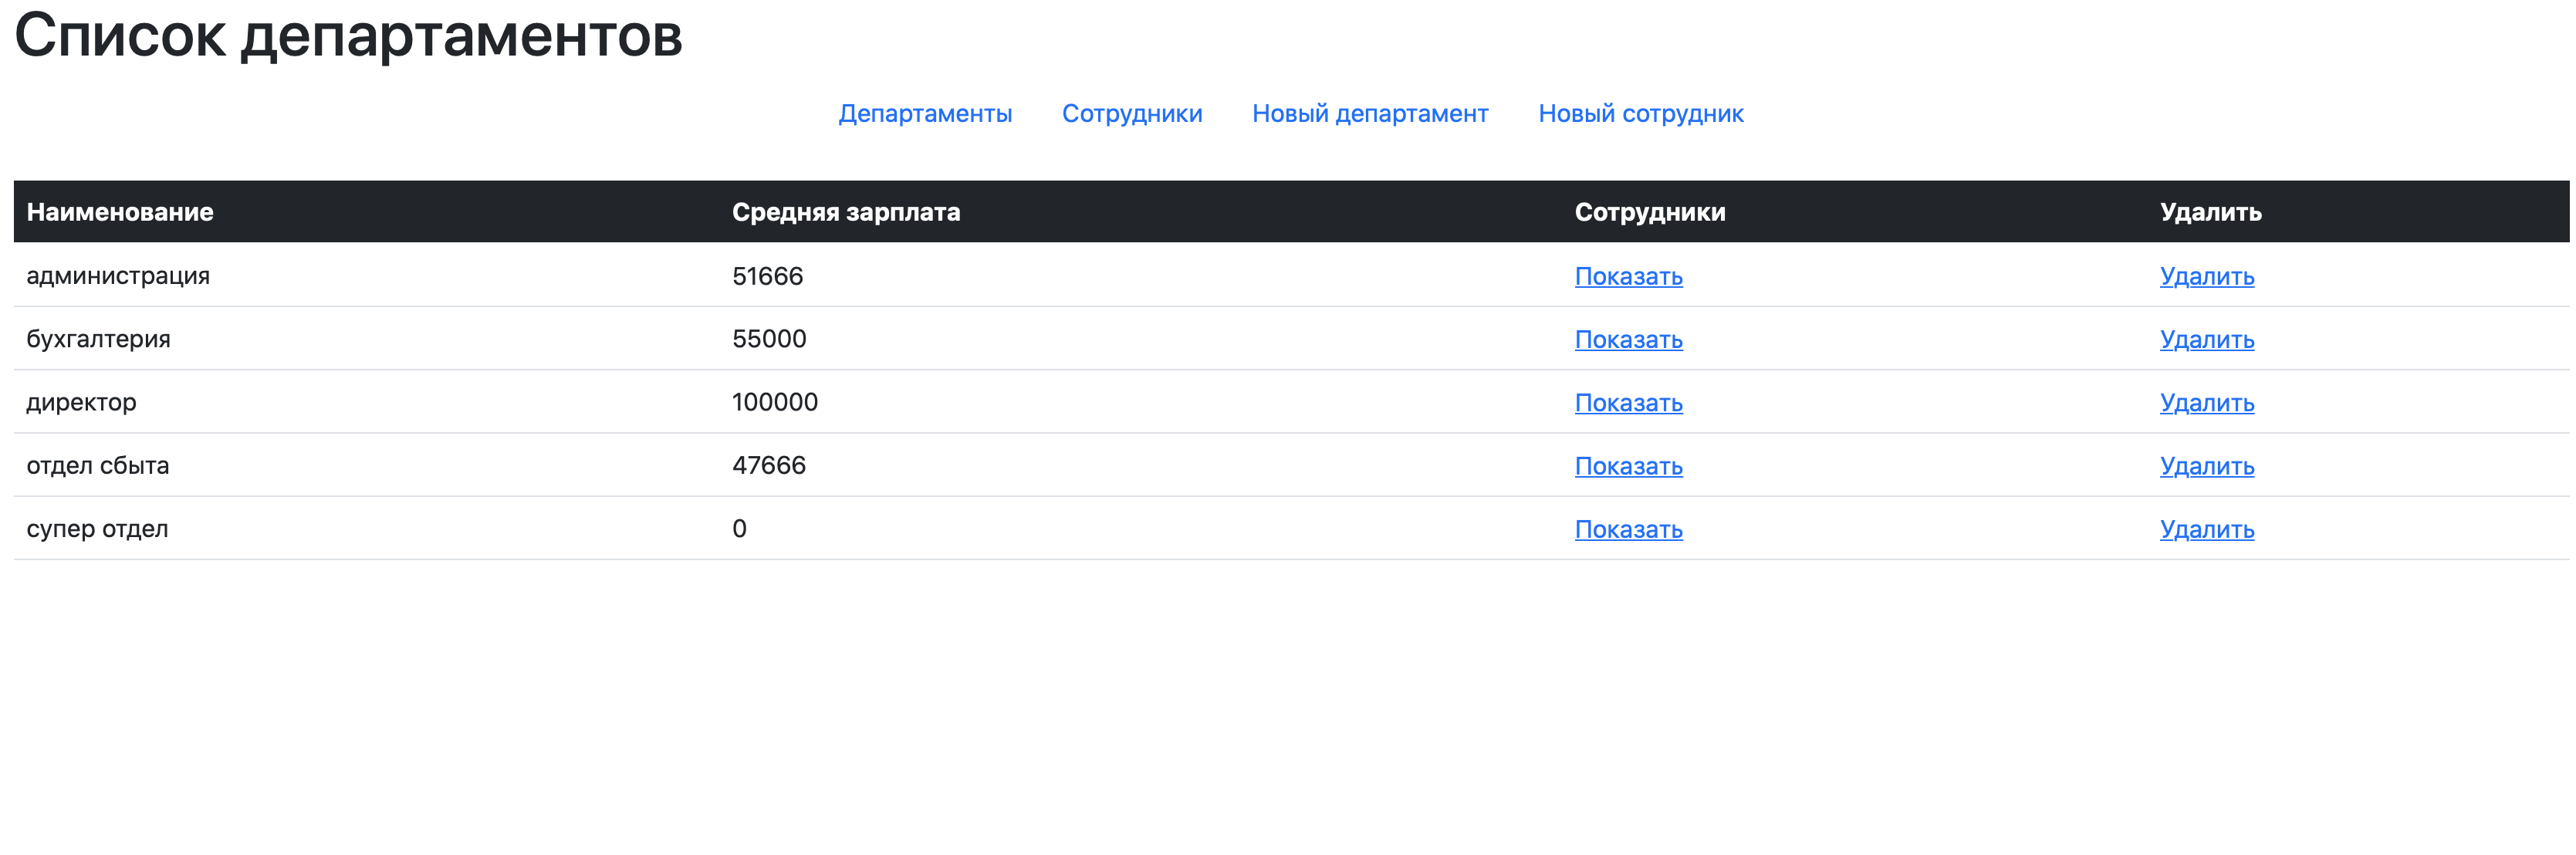 Список департаментов
Департаменты Сотрудники Новый департамент Новый сотрудник
Наименование Средняя зарплата Сотрудники Удалить
администрация 51666 Показать Удалить
бухгалтерия 55000 Показать Удалить
директор 100000 Показать Удалить
отдел сбыта 47666 Показать Удалить
супер отдел 0 Показать Удалить